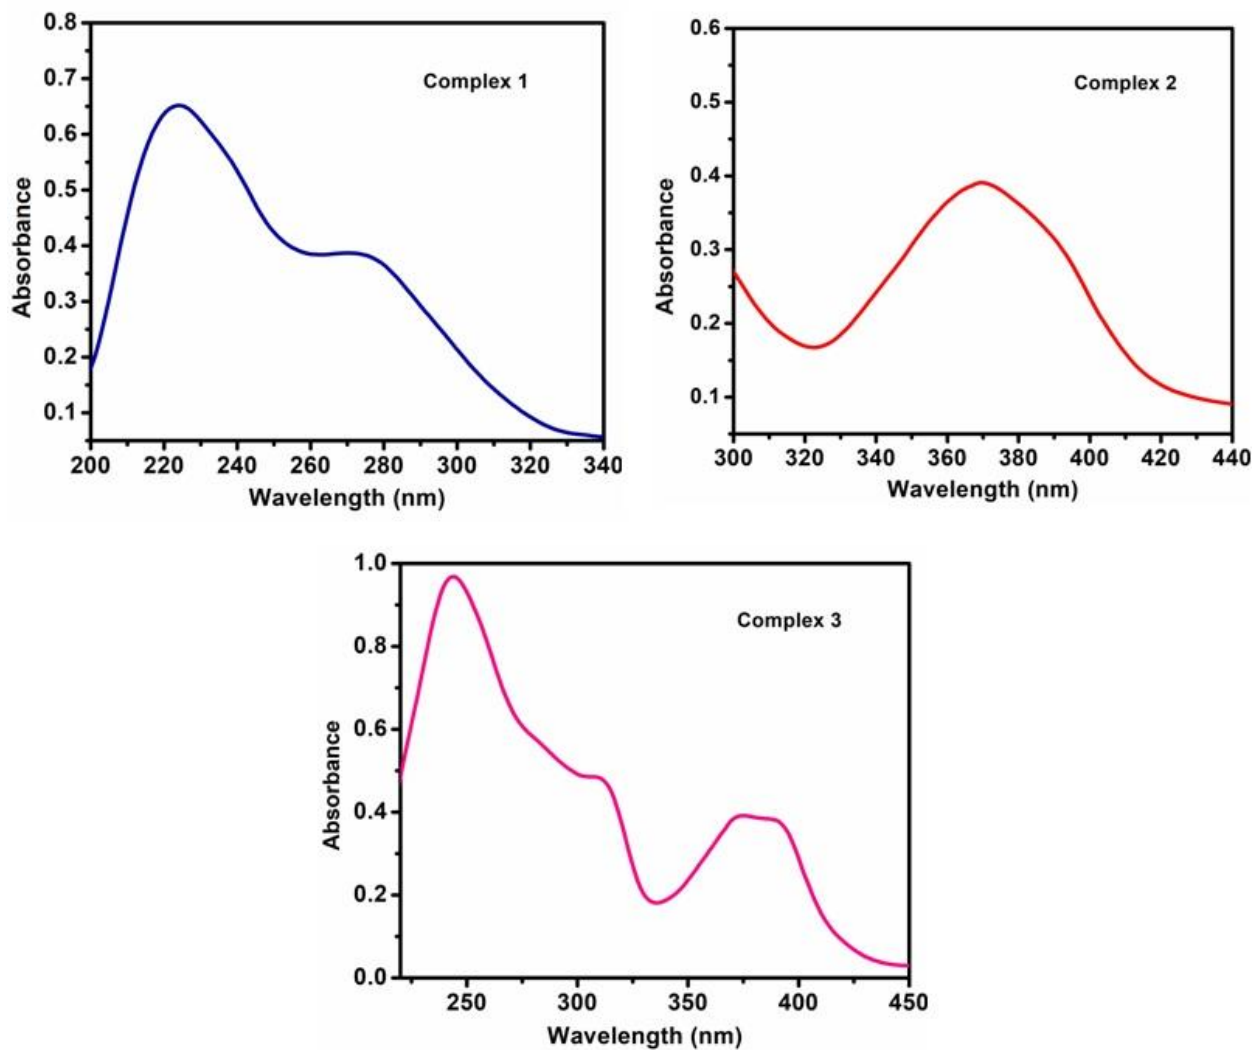 Complex 1
0.8
0.7
0.6
0.5
0.4
0.3
0.2
0.1
Absorbance
200 220 240 260 280 300 320 340
Wavelength (nm)
Complex 2
0.6
0.5
0.4
0.3
0.2
0.1
Absorbance
300 320 340 360 380 400 420 440
Wavelength (nm)
Complex 3
1.0
0.8
0.6
0.4
0.2
0.0
Absorbance
250 300 350 400 450
Wavelength (nm)